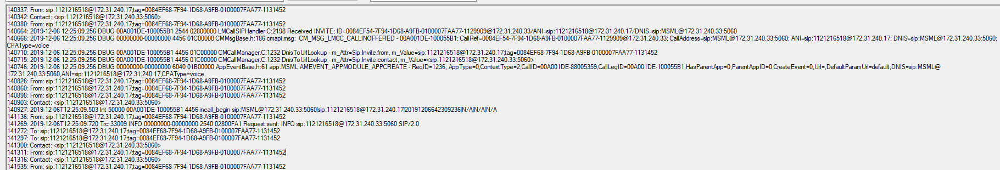 140337: From: sip:1121216518@172.31.240.17;tag=0084EF68-7F94-1D68-A9FB-0100007FAA77-1131452
140342: Contact: <sip:1121216518@172.31.240.33:5060>
140380: From: sip:1121216518@172.31.240.17;tag=0084EF68-7F94-1D68-A9FB-0100007FAA77-1131452
140664: 2019-12-06 12:25:09.256 DBUG 00A001DE-100055B1 2544 02800000 LMCallSIPHandler.C:2198 Received INVITE; ID=0084EF54-7F94-1D68-A9FB-0100007FAA77-1129909@172.31.240.33/ANI=sip:1121216518@172.31.240.17/DNIS=sip:MSML@172.31.240.33:5060
140666: 2019-12-06 12:25:09.256 DBUG 00000000-00000000 4456 01C00000 CMMsgBase.h:186 cmapi.msg:  CM_MSG_LMCC_CALLINOFFERED - 00A001DE-100055B1; CallRef=0084EF54-7F94-1D68-A9FB-0100007FAA77-1129909@172.31.240.33; CallAddress=sip:MSML@172.31.240.33:5060; ANI=sip:1121216518@172.31.240.17; DNIS=sip:MSML@172.31.240.33:5060;
CPAType=voice
140710: 2019-12-06 12:25:09.256 DBUG 00A001DE-100055B1 4456 01C00000 CMCallManager.C:1232 DnisToUrlLookup - m_Attr=Sip.Invite.from, m_Value=sip:1121216518@172.31.240.17;tag=0084EF68-7F94-1D68-A9FB-0100007FAA77-1131452
140715: 2019-12-06 12:25:09.256 DBUG 00A001DE-100055B1 4456 01C00000 CMCallManager.C:1232 DnisToUrlLookup - m_Attr=Sip.Invite.contact, m_Value=<sip:1121216518@172.31.240.33:5060>
140746: 2019-12-06 12:25:09.256 DBUG 00000000-00000000 6040 01B00000 AppEventBase.h:61 app.MSML AMEVENT_APPMODULE_APPCREATE - ReqID=1236, AppType=0,ContextType=2,CallID=00A001DE-88005359,CallLegID=00A001DE-100055B1,HasParentApp=0,ParentAppID=0,CreateEvent=0,Url=,DefaultParamUrl=default,DNIS=sip:MSML@
172.31.240.33:5060,ANI=sip:1121216518@172.31.240.17,CPAType=voice
140826: From: sip:1121216518@172.31.240.17;tag=0084EF68-7F94-1D68-A9FB-0100007FAA77-1131452
140860: From: sip:1121216518@172.31.240.17;tag=0084EF68-7F94-1D68-A9FB-0100007FAA77-1131452
140898: From: sip:1121216518@172.31.240.17;tag=0084EF68-7F94-1D68-A9FB-0100007FAA77-1131452
140903: Contact: <sip:1121216518@172.31.240.33:5060>
140927: 2019-12-06T12:25:09.503 Int 50000 00A001DE-100055B1 4456 incall_begin sip:MSML@172.31.240.33:5060|sip:1121216518@172.31.240.17|20191206642309236|N/A|N/A|N/A
141136: From: sip:1121216518@172.31.240.17;tag=0084EF68-7F94-1D68-A9FB-0100007FAA77-1131452
141269: 2019-12-06T12:25:09.720 Trc 33009 INFO 00000000-00000000 2540 02800FA1 Request sent: INFO sip:1121216518@172.31.240.33:5060 SIP/2.0
141272: To: sip:1121216518@172.31.240.17;tag=0084EF68-7F94-1D68-A9FB-0100007FAA77-1131452
141297: To: sip:1121216518@172.31.240.17;tag=0084EF68-7F94-1D68-A9FB-0100007FAA77-1131452
141300: Contact: <sip:1121216518@172.31.240.33:5060>
141311: From: sip:1121216518@172.31.240.17;tag=0084EF68-7F94-1D68-A9FB-0100007FAA77-1131452
141316: Contact: <sip:1121216518@172.31.240.33:5060>
141535: From: sip:1121216518@172.31.240.17;tag=0084EF68-7F94-1D68-A9FB-0100007FAA77-1131452